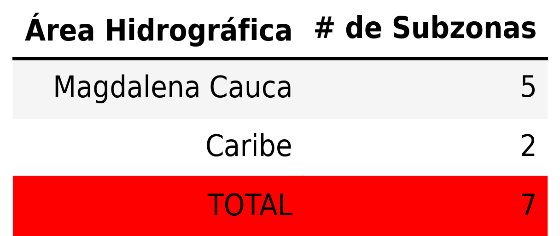 Área Hidrográfica # de Subzonas
Magdalena Cauca 5
Caribe 2
TOTAL 7